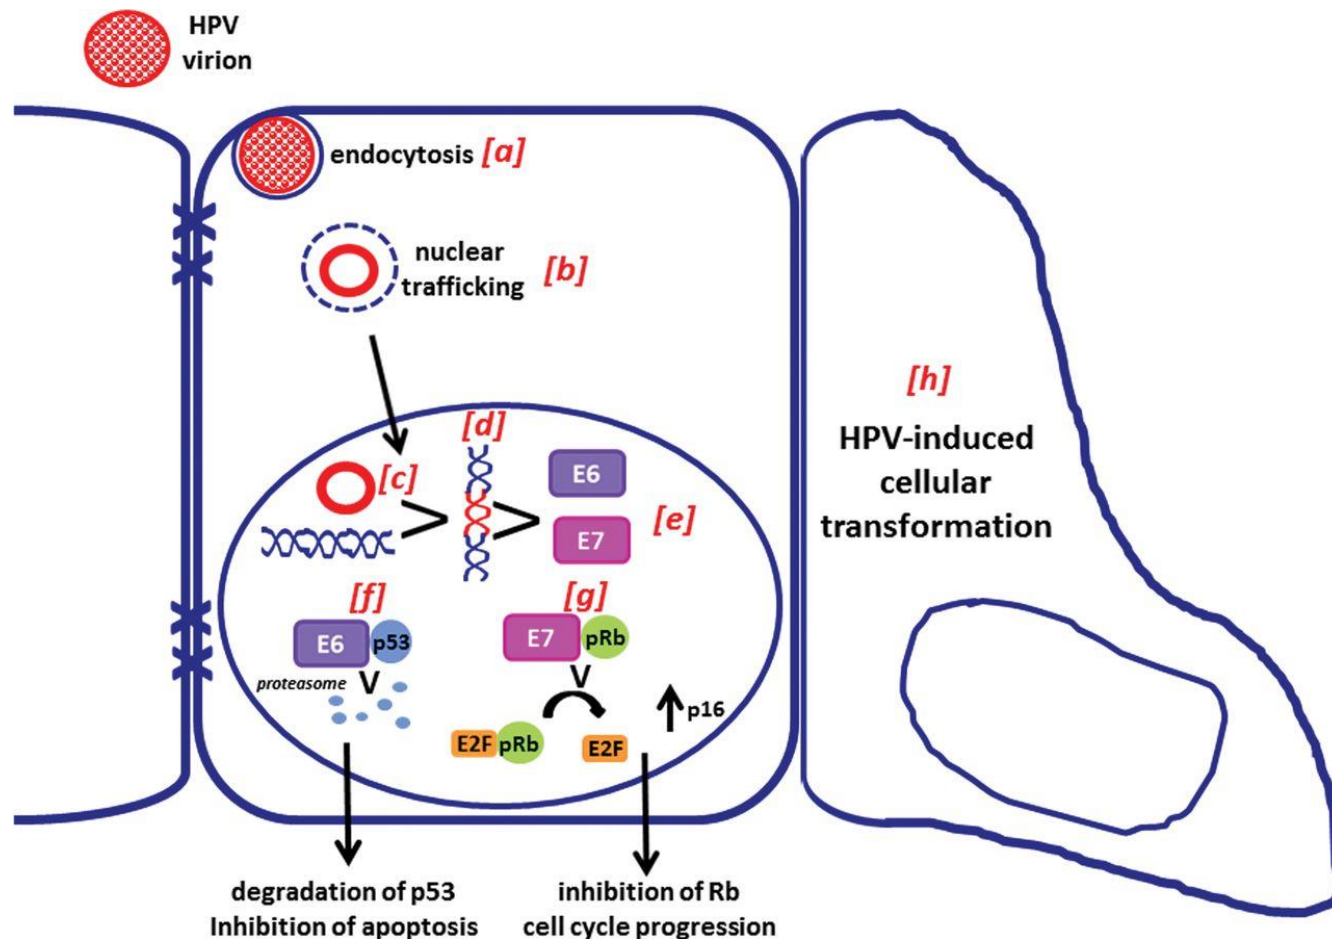 HPV
virion
endocytosis [a]
nuclear
trafficking [b]
[h]
HPV-induced
cellular
transformation
[d]
[c]
E6
[e]
E7
[f]
[g]
E6 p53
E7 pRb
proteasome
p16
E2F pRb
E2F
degradation of p53
Inhibition of apoptosis
inhibition of Rb
cell cycle progression